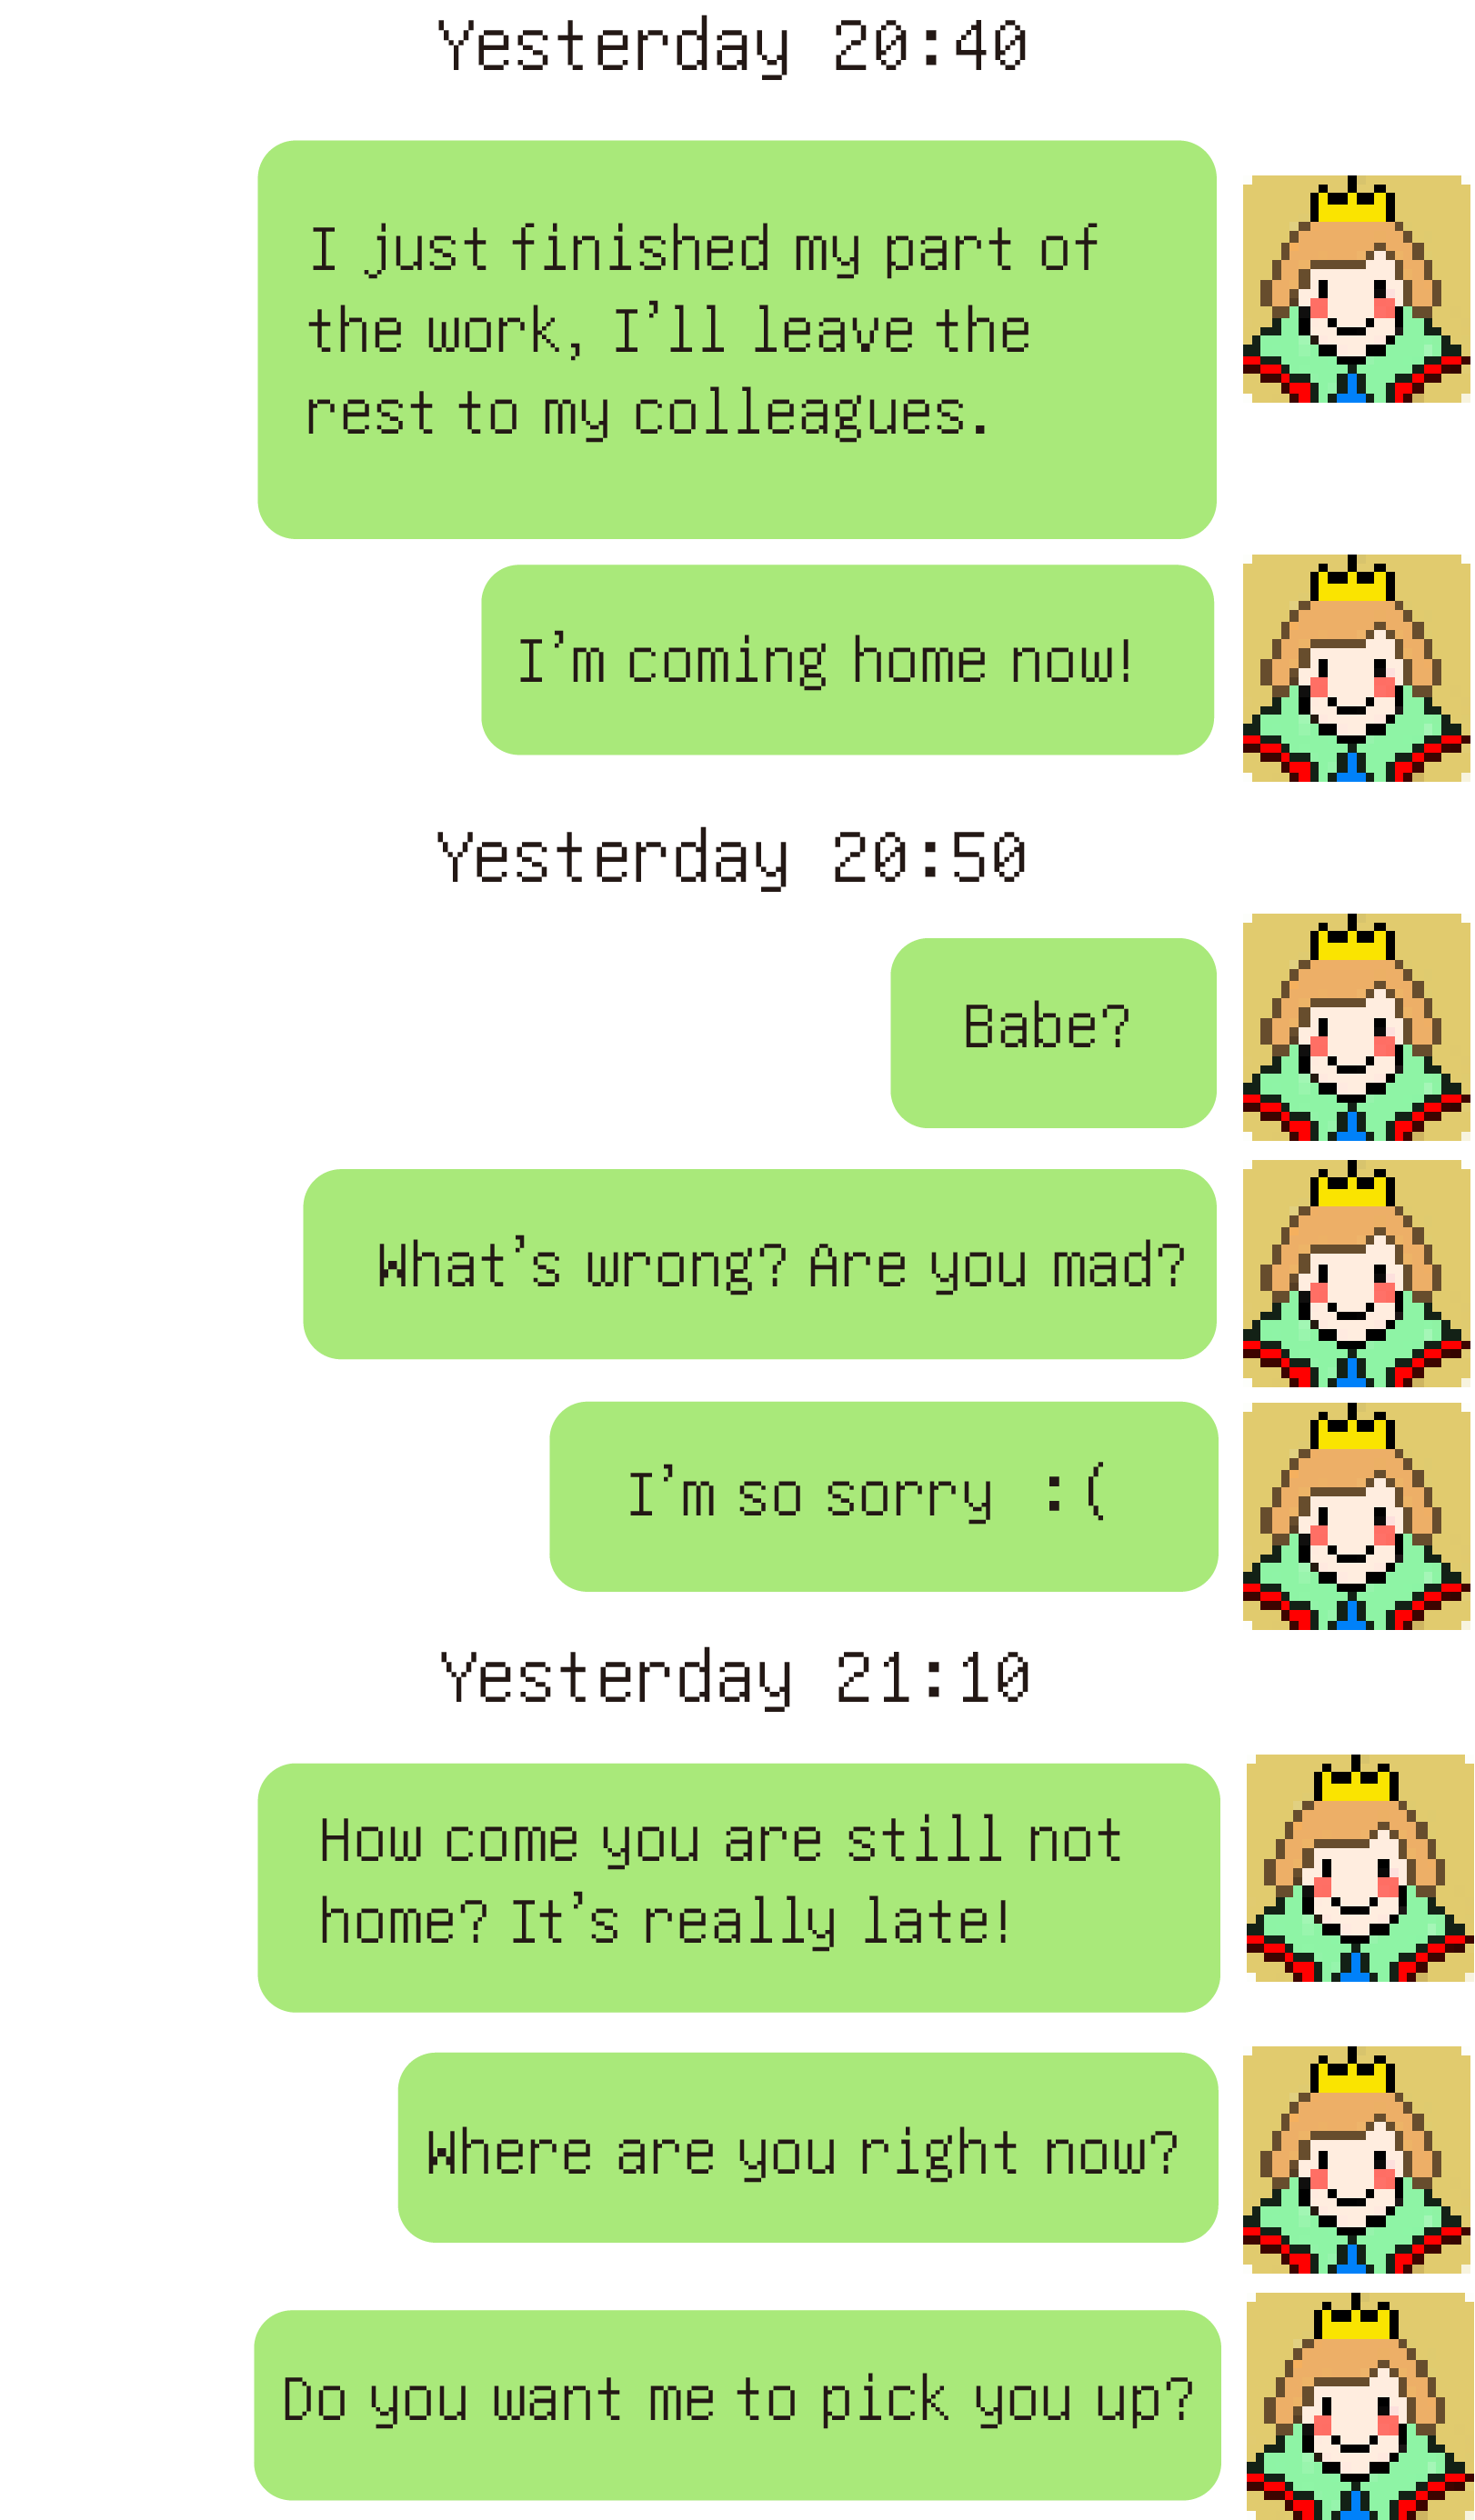 Yesterday 20:40
I just finished my part of
the work, I’ll leave the
rest to my colleagues.
I’m coming home now!
Yesterday 20:50
Babe?
What’s wrong? Are you mad?
I’m so sorry :(
Yesterday 21:10
How come you are still not
home? It’s really late!
Where are you right now?
Do you want me to pick you up?